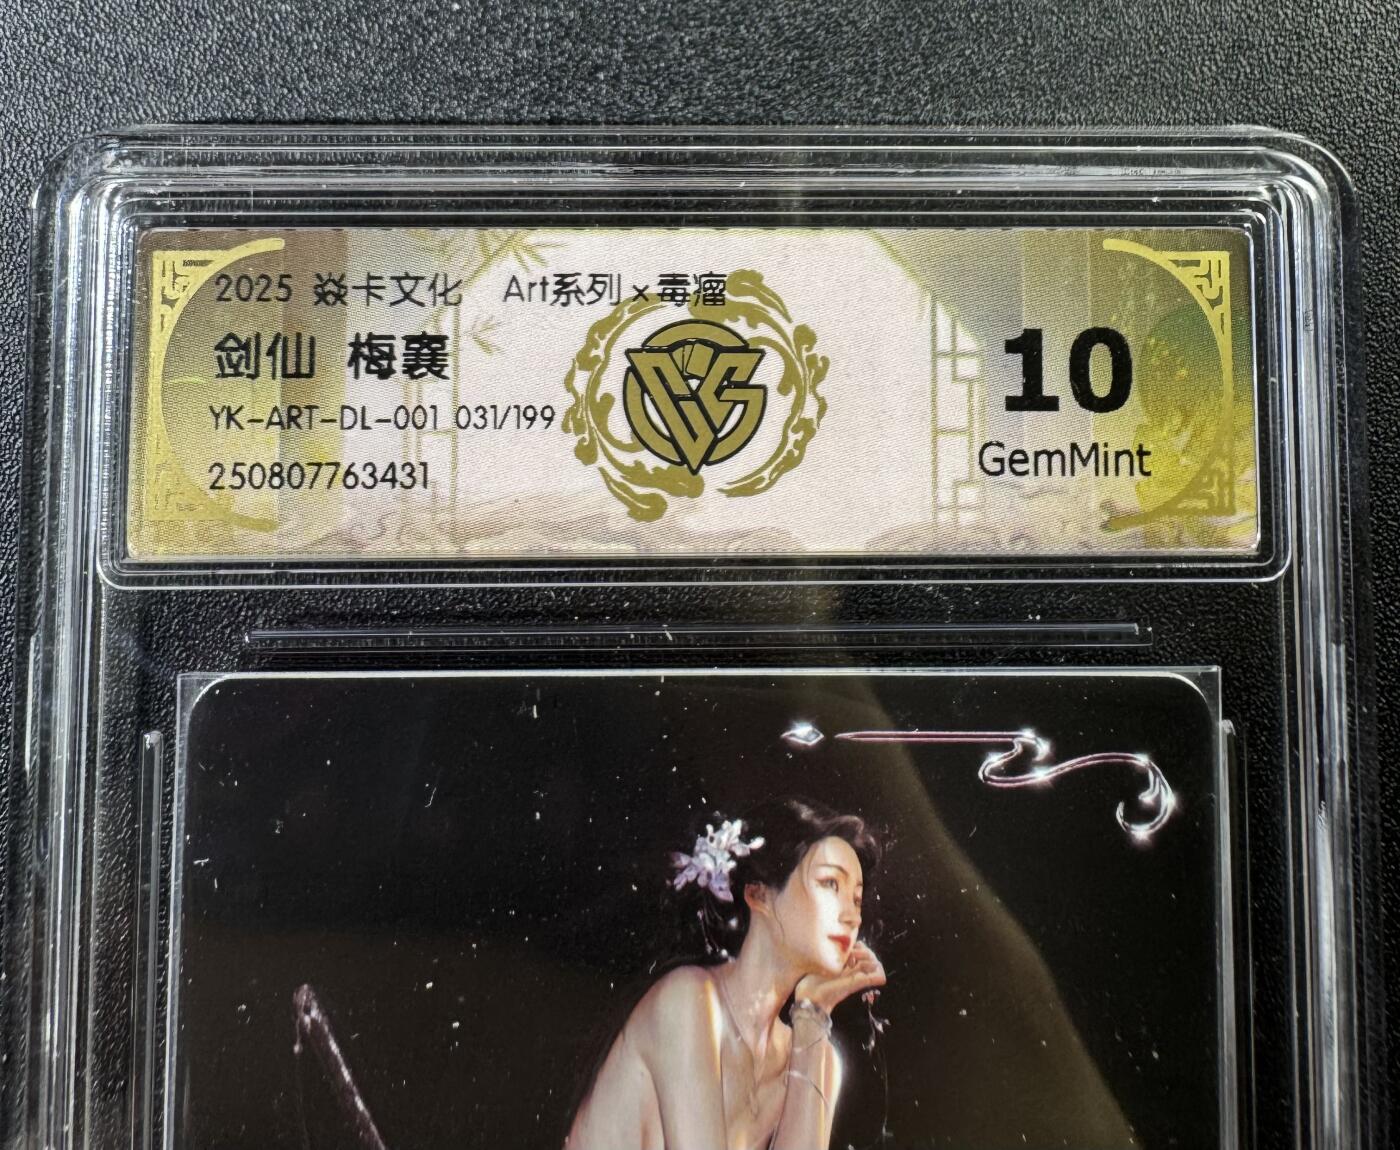 2025 焱卡文化 Art系列×毒瘤
剑仙 梅襄
YK-ART-DL-001 031/199
250807763431
10
GemMint